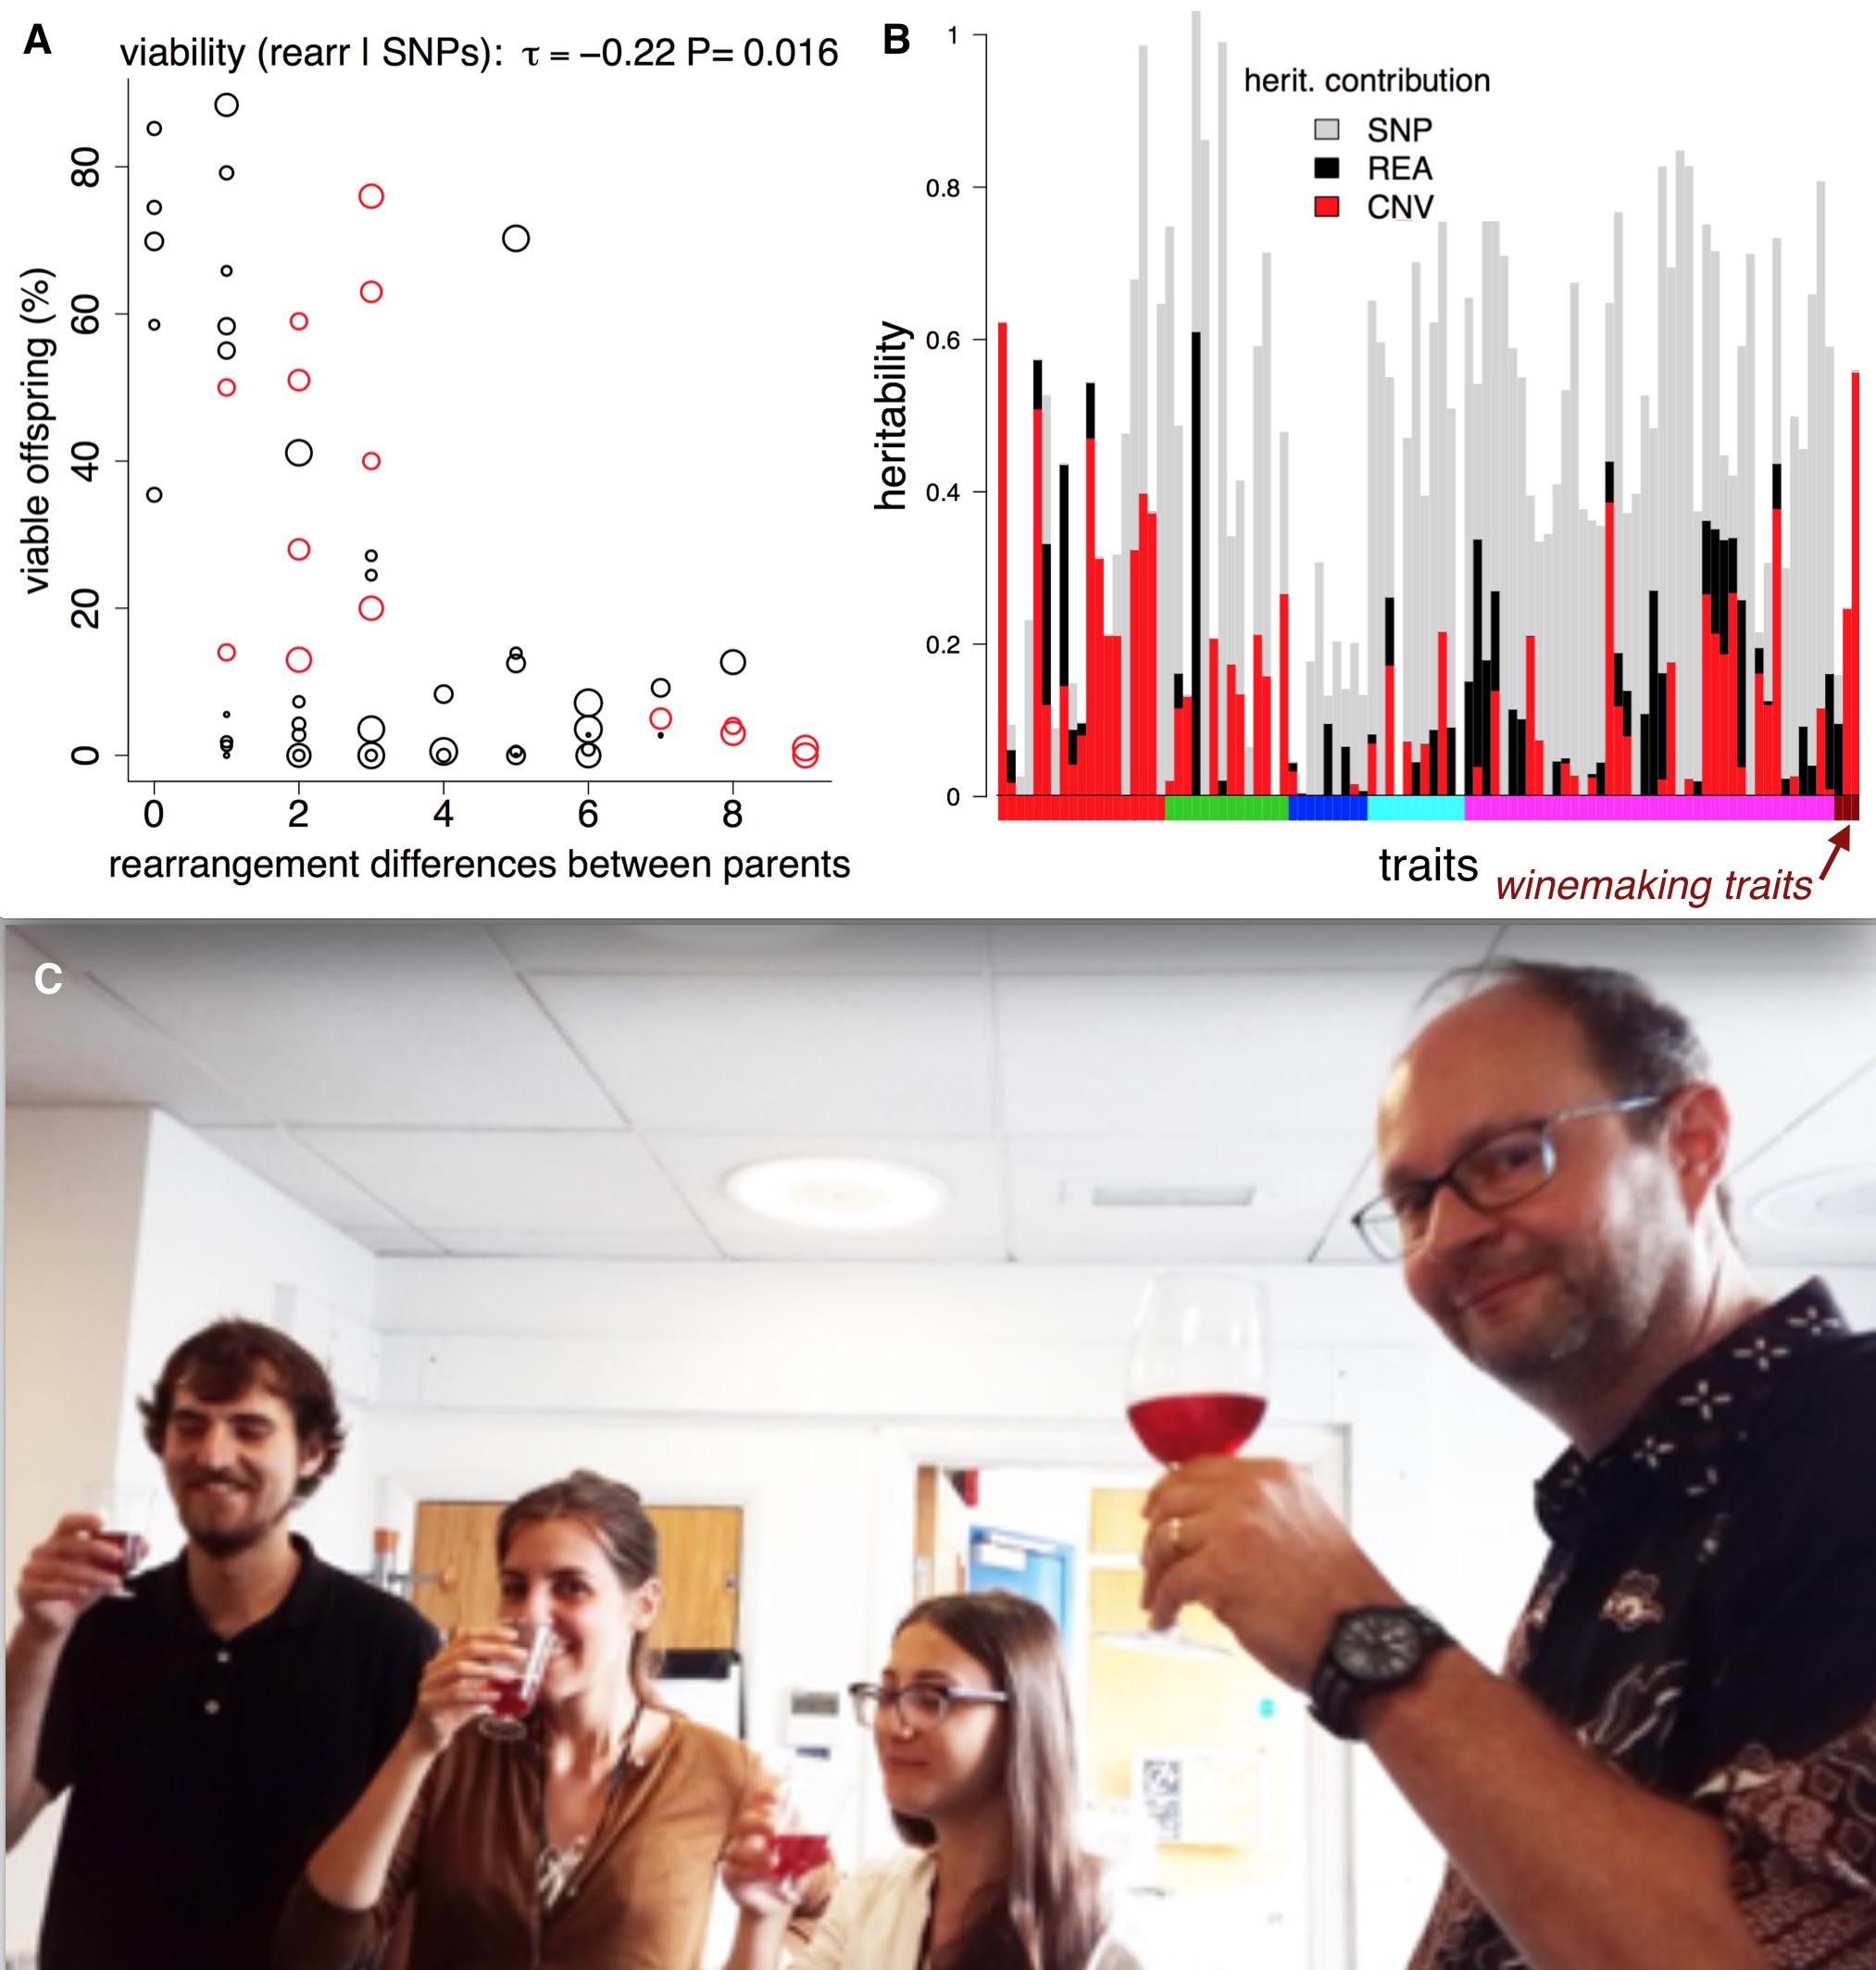 A
viability (rearr | SNPs): τ = −0.22 P= 0.016
viable offspring (%)
80
60
40
20
0
0 2 4 6 8
rearrangement differences between parents
B
herit. contribution
SNP
REA
CNV
heritability
1
0.8
0.6
0.4
0.2
0
traits
winemaking traits
C